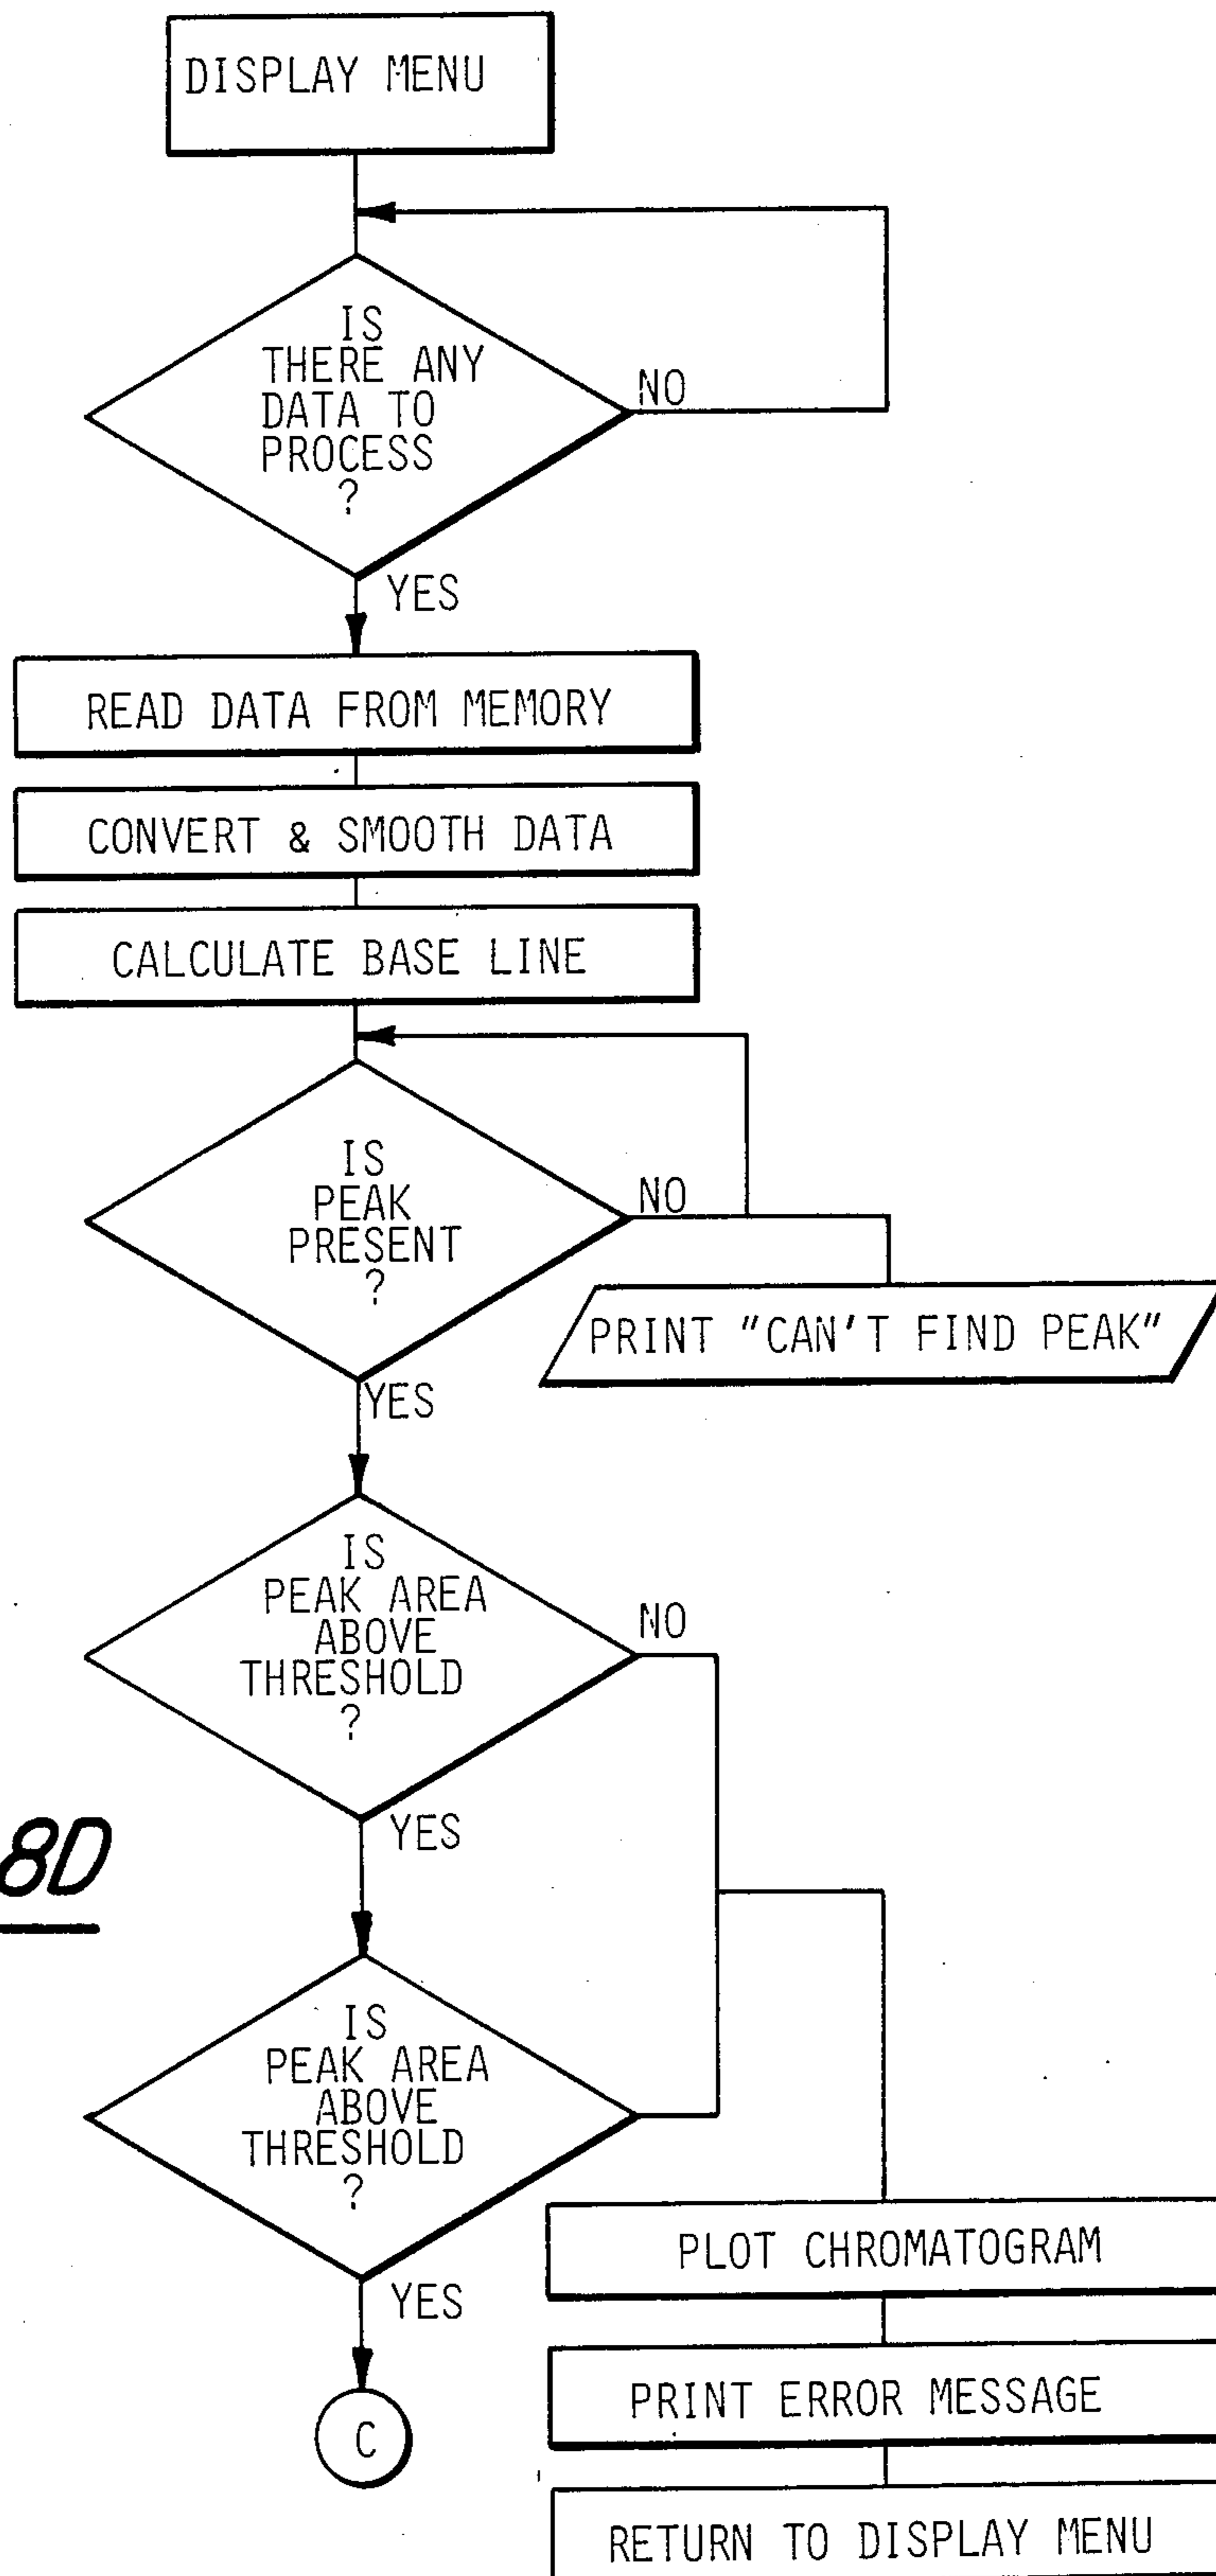 DISPLAY MENU
IS
THERE ANY
DATA TO
PROCESS
?
NO
YES
READ DATA FROM MEMORY
CONVERT & SMOOTH DATA
CALCULATE BASE LINE
IS
PEAK
PRESENT
?
NO
PRINT "CAN'T FIND PEAK"
YES
IS
PEAK AREA
ABOVE
THRESHOLD
?
NO
YES
8D
IS
PEAK AREA
ABOVE
THRESHOLD
?
YES
C
PLOT CHROMATOGRAM
PRINT ERROR MESSAGE
RETURN TO DISPLAY MENU